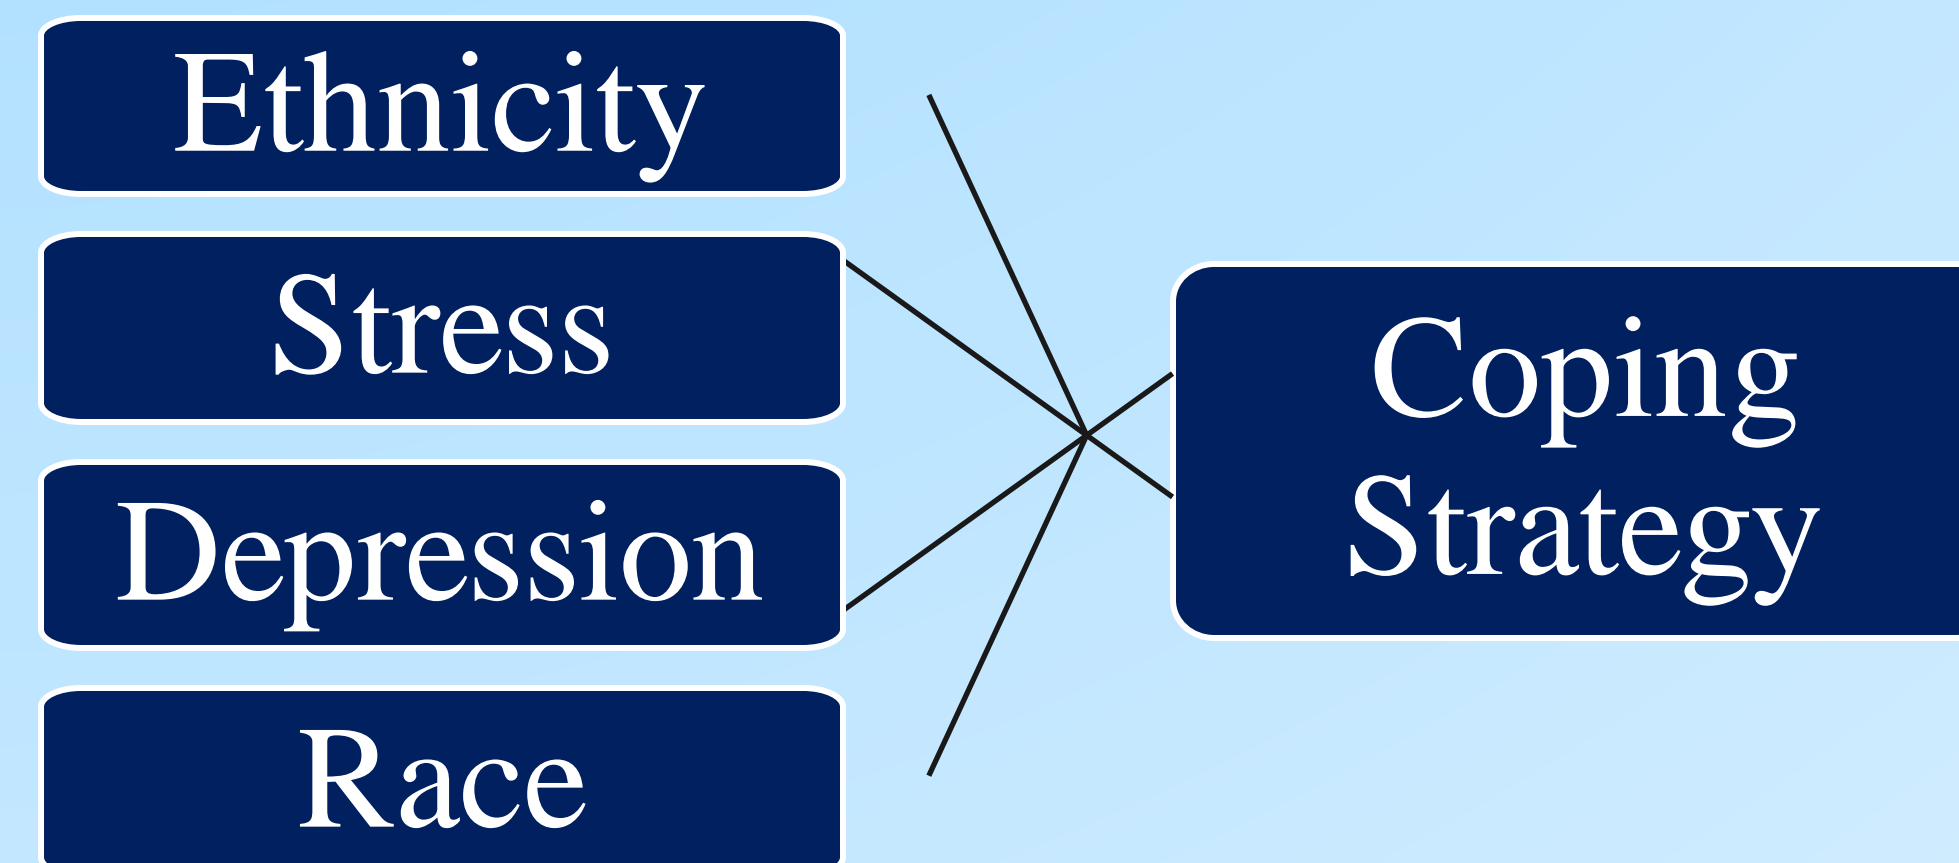 Ethnicity
Stress
Depression
Race
Coping
Strategy